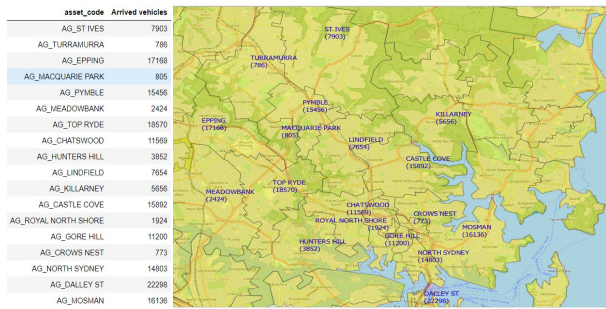 asset_code Arrived vehicles
AG_ST IVES 7903
AG_TURRAMURRA 786
AG_EPPING 17168
AG_MACQUARIE PARK 805
AG_PYMBLE 15456
AG_MEADOWBANK 2424
AG_TOP RYDE 18570
AG_CHATSWOOD 11569
AG_HUNTERS HILL 3852
AG_LINDFIELD 7654
AG_KILLARNEY 5656
AG_CASTLE COVE 15892
AG_ROYAL NORTH SHORE 1924
AG_GORE HILL 11200
AG_CROWS NEST 773
AG_NORTH SYDNEY 14803
AG_DALLEY ST 22298
AG_MOSMAN 16136
ST IVES
(7903)
TURRAMURRA
(786)
PYMBLE
(15456)
KILLARNEY
(5656)
EPPING
(17168)
MACQUARIE PARK
(805)
LINDFIELD
(7654)
CASTLE COVE
(15892)
TOP RYDE
(18570)
MEADOWBANK
(2424)
CHATSWOOD
(11569)
CROWS NEST
(773)
ROYAL NORTH SHORE
(1924)
MOSMAN
(16136)
GORE HILL
(11200)
HUNTERS HILL
(3852)
NORTH SYDNEY
(14803)
DALLEY ST
(22298)